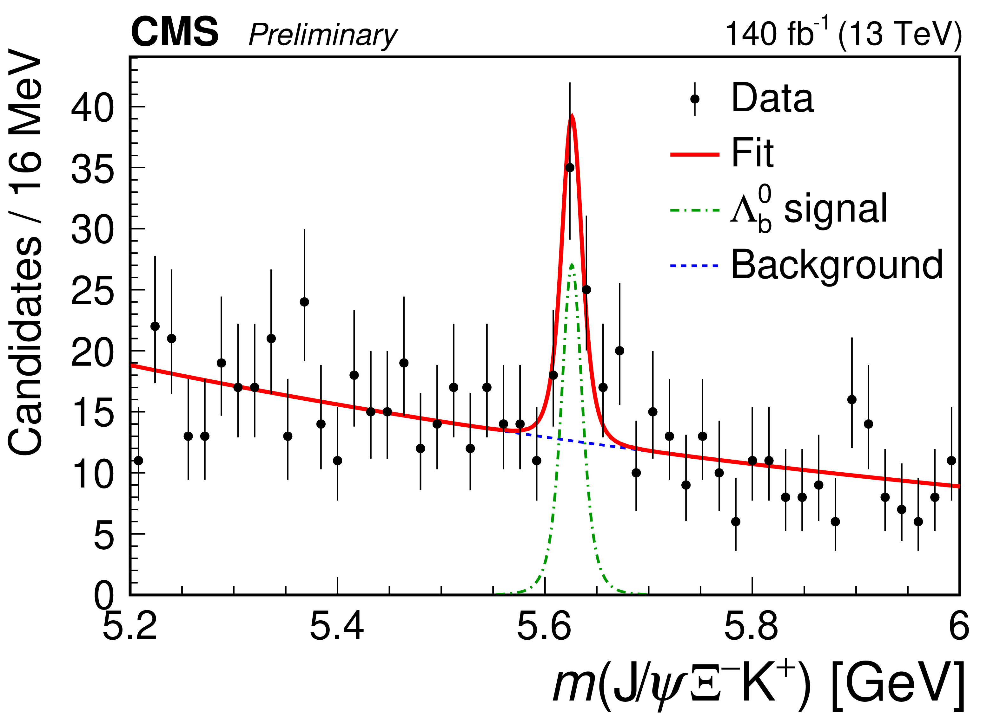 CMS Preliminary 140 fb⁻¹ (13 TeV)
Candidates / 16 MeV
40
35
30
25
20
15
10
5
0
Data
Fit
Λ⁰_b signal
Background
5.2 5.4 5.6 5.8 6
m(J/ψΞ⁻K⁺) [GeV]